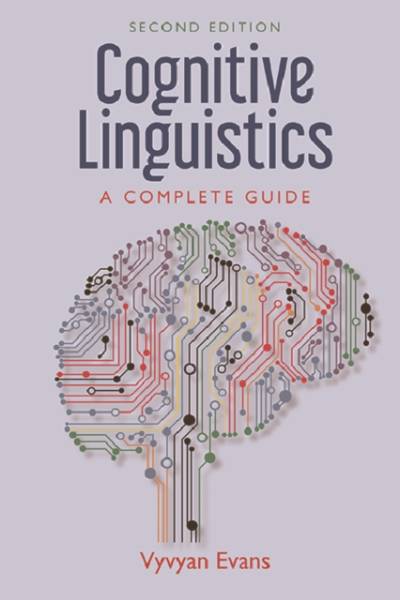 SECOND EDITION
Cognitive
Linguistics
A COMPLETE GUIDE
Vyvyan Evans